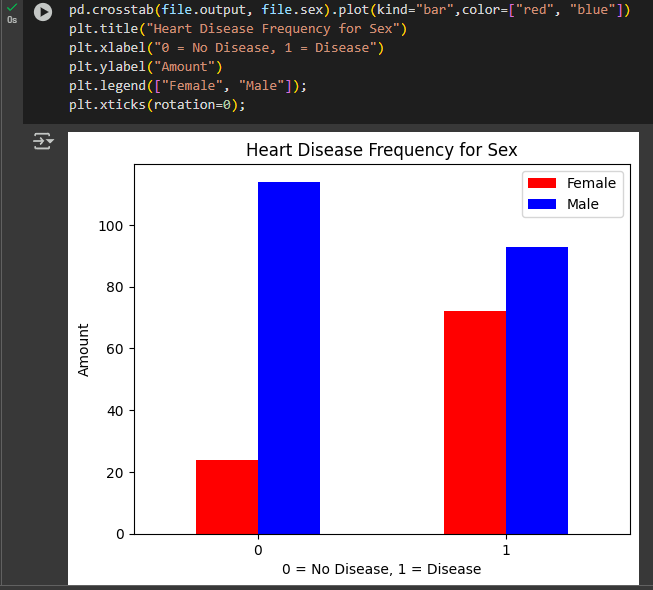 pd.crosstab(file.output, file.sex).plot(kind="bar",color=["red", "blue"])
plt.title("Heart Disease Frequency for Sex")
plt.xlabel("0 = No Disease, 1 = Disease")
plt.ylabel("Amount")
plt.legend(["Female", "Male"]);
plt.xticks(rotation=0);
0s
Heart Disease Frequency for Sex
Female
Male
100
80
60
40
20
0
Amount
0 1
0 = No Disease, 1 = Disease